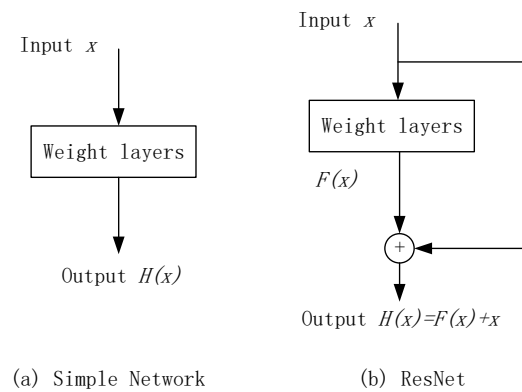 Input x
Weight layers
Output H(x)
(a) Simple Network
Input x
Weight layers
F(x)
+
Output H(x)=F(x)+x
(b) ResNet